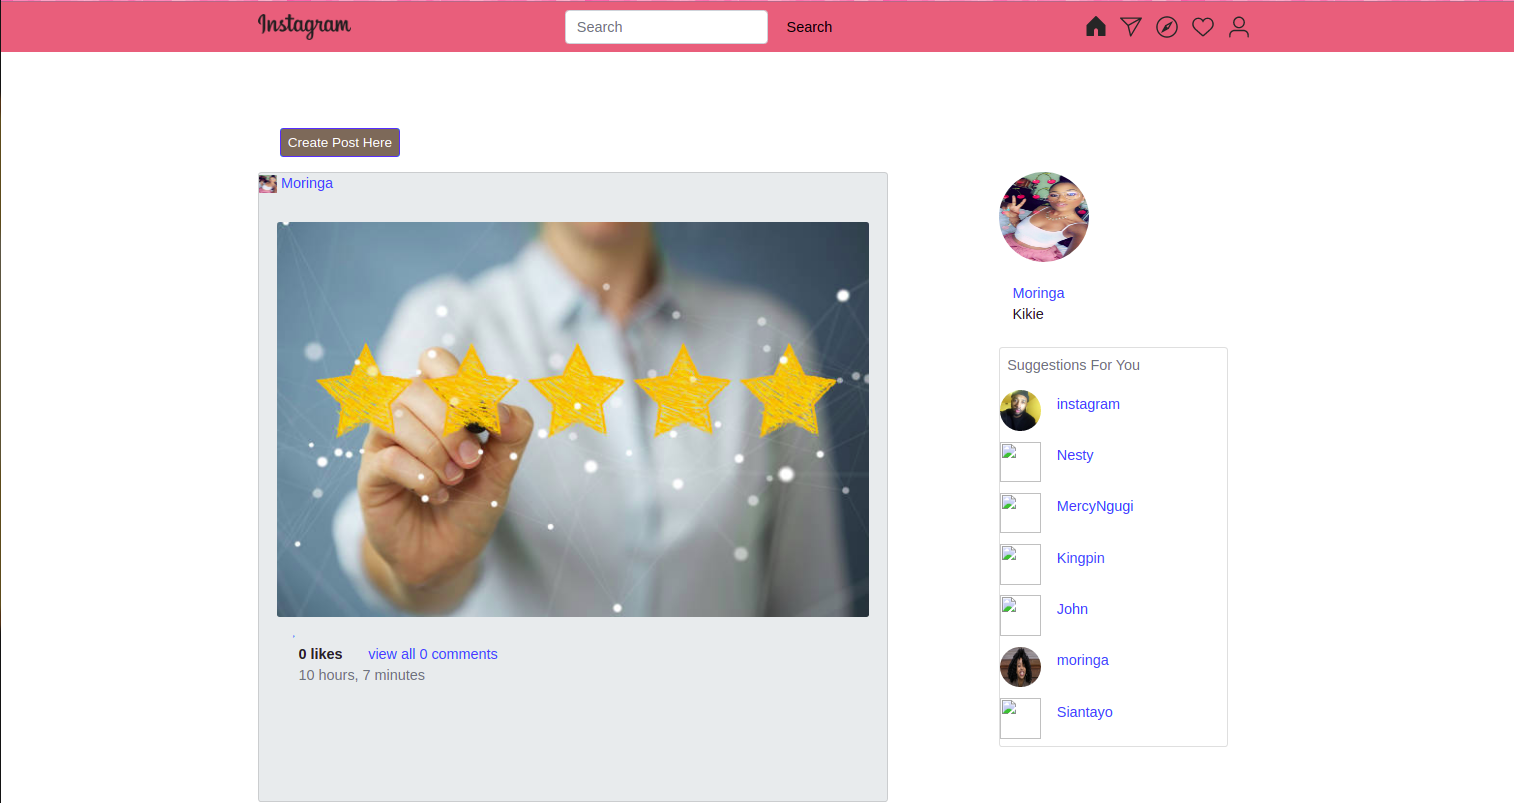 Instagram
Search
Search
Create Post Here
Moringa
0 likes view all 0 comments
10 hours, 7 minutes
Moringa
Kikie
Suggestions For You
instagram
Nesty
MercyNgugi
Kingpin
John
moringa
Siantayo